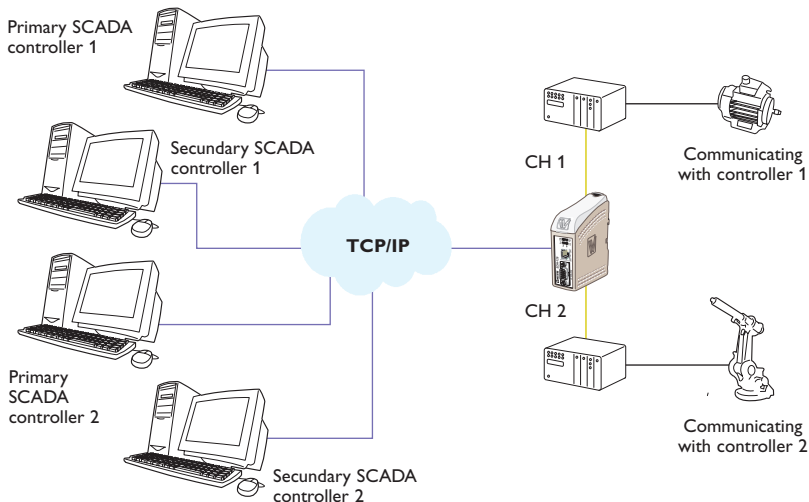 Primary SCADA
controller 1
Secundary SCADA
controller 1
CH 1
Communicating
with controller 1
TCP/IP
CH 2
Primary
SCADA
controller 2
Secundary SCADA
controller 2
Communicating
with controller 2